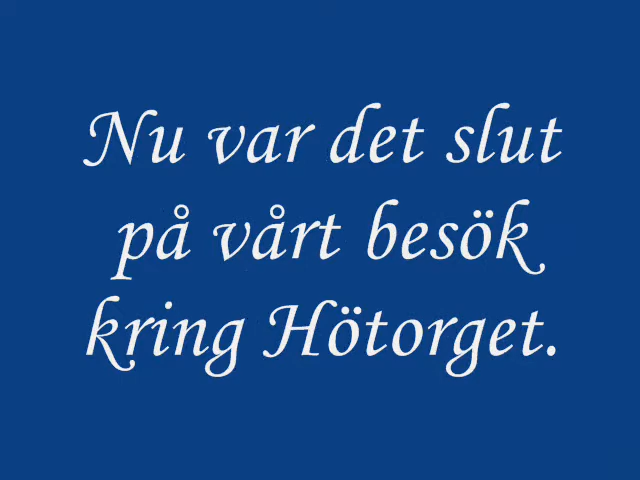 Nu var det slut
på vårt besök
kring Hötorget.